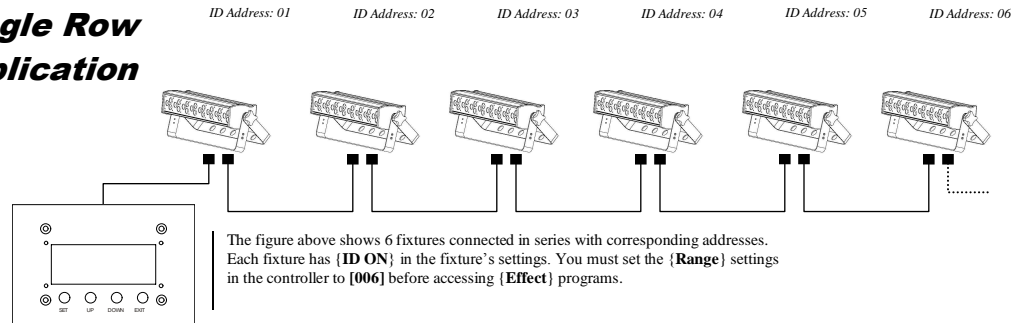 ID Address: 01 ID Address: 02 ID Address: 03 ID Address: 04 ID Address: 05 ID Address: 06
gle Row
plication
The figure above shows 6 fixtures connected in series with corresponding addresses.
Each fixture has {ID ON} in the fixture's settings. You must set the {Range} settings
in the controller to [006] before accessing {Effect} programs.
SET UP DOWN EXIT